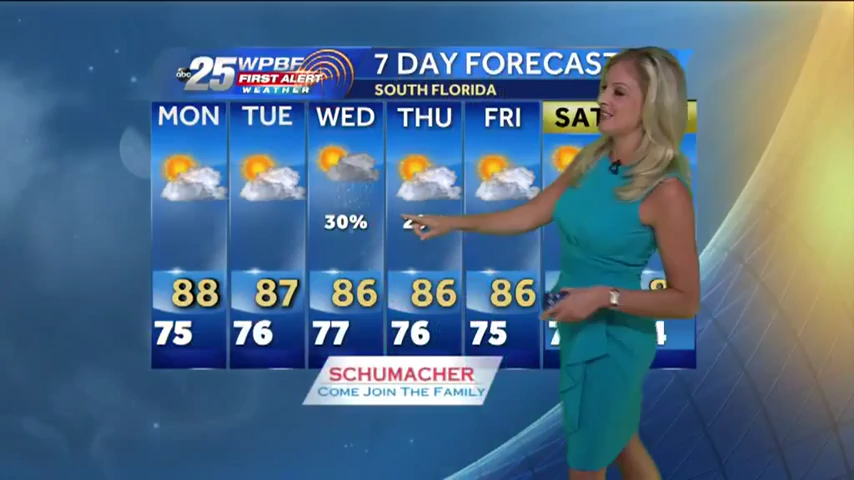 abc 25 WPBF
FIRST ALERT
WEATHER
7 DAY FORECAST
SOUTH FLORIDA
MON TUE WED THU FRI SAT
30%
88 87 86 86 86
75 76 77 76 75
SCHUMACHER
COME JOIN THE FAMILY